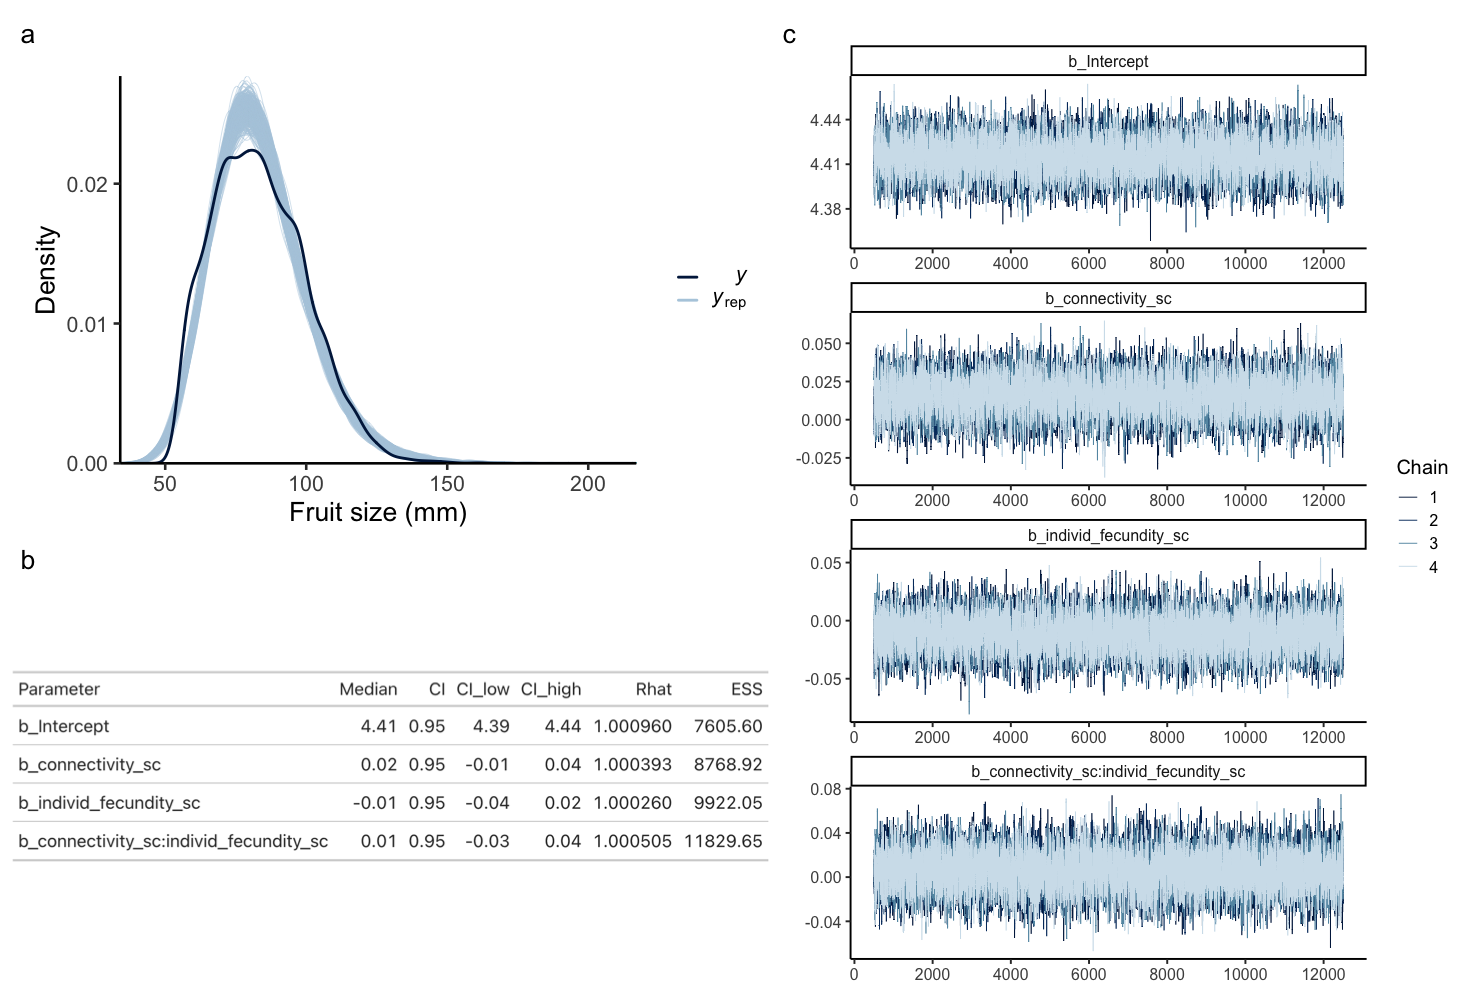 a
0.02
0.01
0.00
Density
50 100 150 200
Fruit size (mm)
y
yrep
b
Parameter Median CI CI_low CI_high Rhat ESS
b_Intercept 4.41 0.95 4.39 4.44 1.000960 7605.60
b_connectivity_sc 0.02 0.95 -0.01 0.04 1.000393 8768.92
b_individ_fecundity_sc -0.01 0.95 -0.04 0.02 1.000260 9922.05
b_connectivity_sc:individ_fecundity_sc 0.01 0.95 -0.03 0.04 1.000505 11829.65
c
b_Intercept
4.44
4.41
4.38
0 2000 4000 6000 8000 10000 12000
b_connectivity_sc
0.050
0.025
0.000
-0.025
0 2000 4000 6000 8000 10000 12000
b_individ_fecundity_sc
0.05
0.00
-0.05
0 2000 4000 6000 8000 10000 12000
b_connectivity_sc:individ_fecundity_sc
0.08
0.04
0.00
-0.04
0 2000 4000 6000 8000 10000 12000
Chain
1
2
3
4